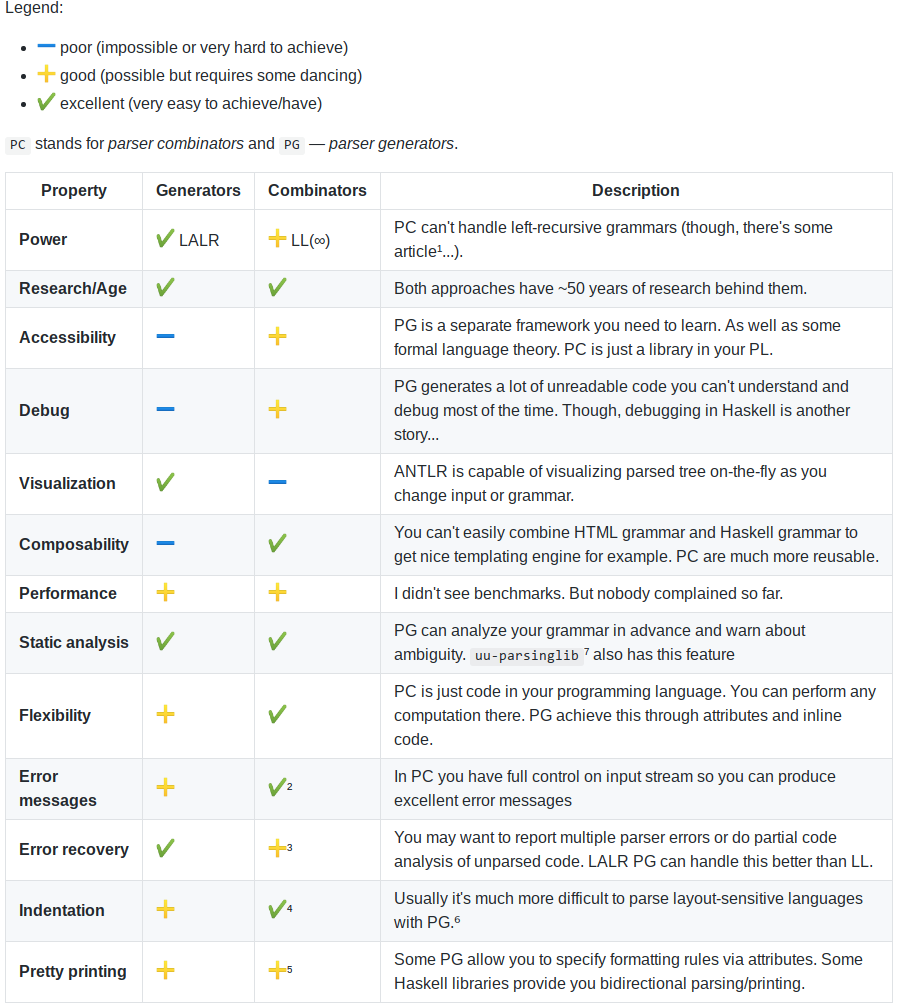 Legend:
➖ poor (impossible or very hard to achieve)
➕ good (possible but requires some dancing)
✔ excellent (very easy to achieve/have)
PC stands for parser combinators and PG — parser generators.
Property Generators Combinators Description
Power ✔ LALR ➕ LL(∞) PC can't handle left-recursive grammars (though, there's some
article¹...).
Research/Age ✔ ✔ Both approaches have ~50 years of research behind them.
Accessibility ➖ ➕ PG is a separate framework you need to learn. As well as some
formal language theory. PC is just a library in your PL.
Debug ➖ ➕ PG generates a lot of unreadable code you can't understand and
debug most of the time. Though, debugging in Haskell is another
story...
Visualization ✔ ➖ ANTLR is capable of visualizing parsed tree on-the-fly as you
change input or grammar.
Composability ➖ ✔ You can't easily combine HTML grammar and Haskell grammar to
get nice templating engine for example. PC are much more reusable.
Performance ➕ ➕ I didn't see benchmarks. But nobody complained so far.
Static analysis ✔ ✔ PG can analyze your grammar in advance and warn about
ambiguity. uu-parsinglib⁷ also has this feature
Flexibility ➕ ✔ PC is just code in your programming language. You can perform any
computation there. PG achieve this through attributes and inline
code.
Error
messages ➕ ✔² In PC you have full control on input stream so you can produce
excellent error messages
Error recovery ✔ ➕³ You may want to report multiple parser errors or do partial code
analysis of unparsed code. LALR PG can handle this better than LL.
Indentation ➕ ✔⁴ Usually it's much more difficult to parse layout-sensitive languages
with PG.⁶
Pretty printing ➕ ➕⁵ Some PG allow you to specify formatting rules via attributes. Some
Haskell libraries provide you bidirectional parsing/printing.